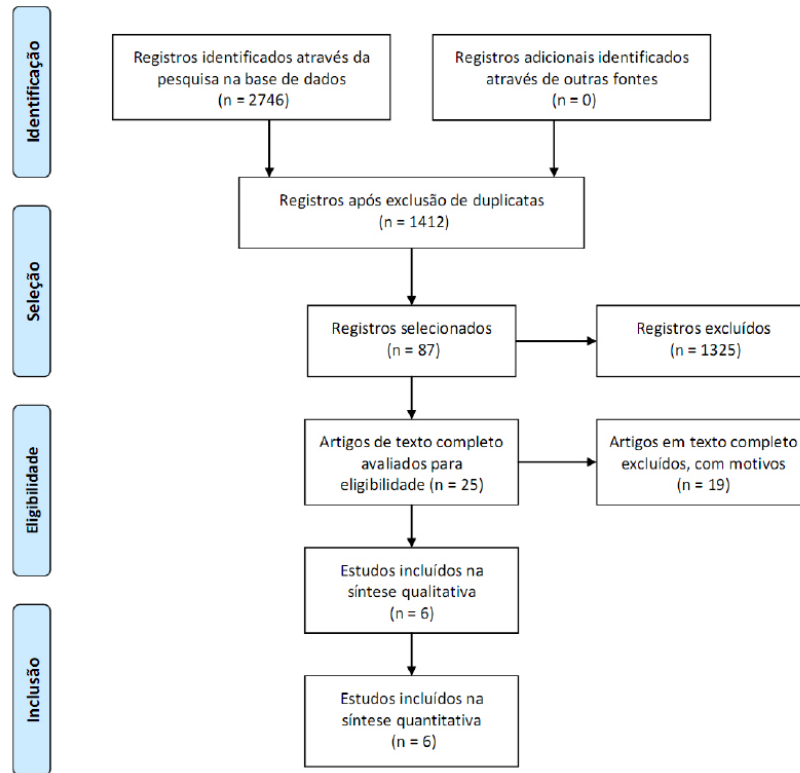 Identificação
Registros identificados através da
pesquisa na base de dados
(n = 2746)
Registros adicionais identificados
através de outras fontes
(n = 0)
Registros após exclusão de duplicatas
(n = 1412)
Seleção
Registros selecionados
(n = 87)
Registros excluídos
(n = 1325)
Eligibilidade
Artigos de texto completo
avaliados para
eligibilidade (n = 25)
Artigos em texto completo
excluídos, com motivos
(n = 19)
Estudos incluídos na
síntese qualitativa
(n = 6)
Inclusão
Estudos incluídos na
síntese quantitativa
(n = 6)